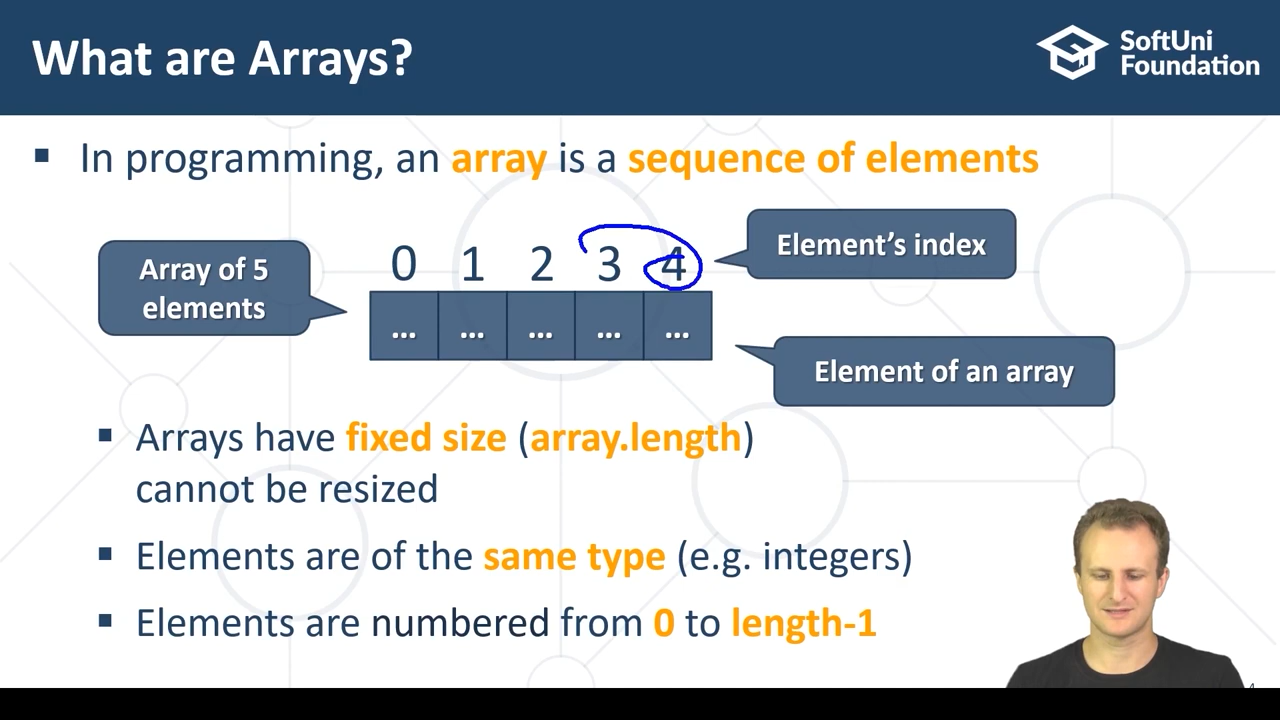 What are Arrays?
SoftUni
Foundation
▪ In programming, an array is a sequence of elements
Array of 5
elements
0 1 2 3 4
Element’s index
... ... ... ... ...
Element of an array
▪ Arrays have fixed size (array.length)
cannot be resized
▪ Elements are of the same type (e.g. integers)
▪ Elements are numbered from 0 to length-1